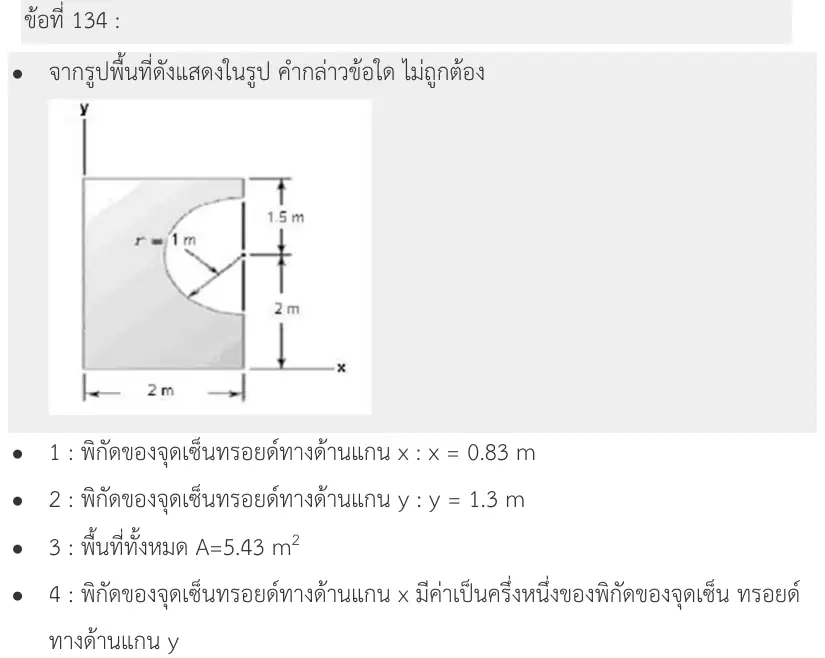 ข้อที่ 134 :
• จากรูปพื้นที่ดังแสดงในรูป คำกล่าวข้อใด ไม่ถูกต้อง
y
1.5 m
r = 1 m
2 m
x
2 m
• 1 : พิกัดของจุดเซ็นทรอยด์ทางด้านแกน x : x = 0.83 m
• 2 : พิกัดของจุดเซ็นทรอยด์ทางด้านแกน y : y = 1.3 m
• 3 : พื้นที่ทั้งหมด A=5.43 m²
• 4 : พิกัดของจุดเซ็นทรอยด์ทางด้านแกน x มีค่าเป็นครึ่งหนึ่งของพิกัดของจุดเซ็น ทรอยด์
ทางด้านแกน y